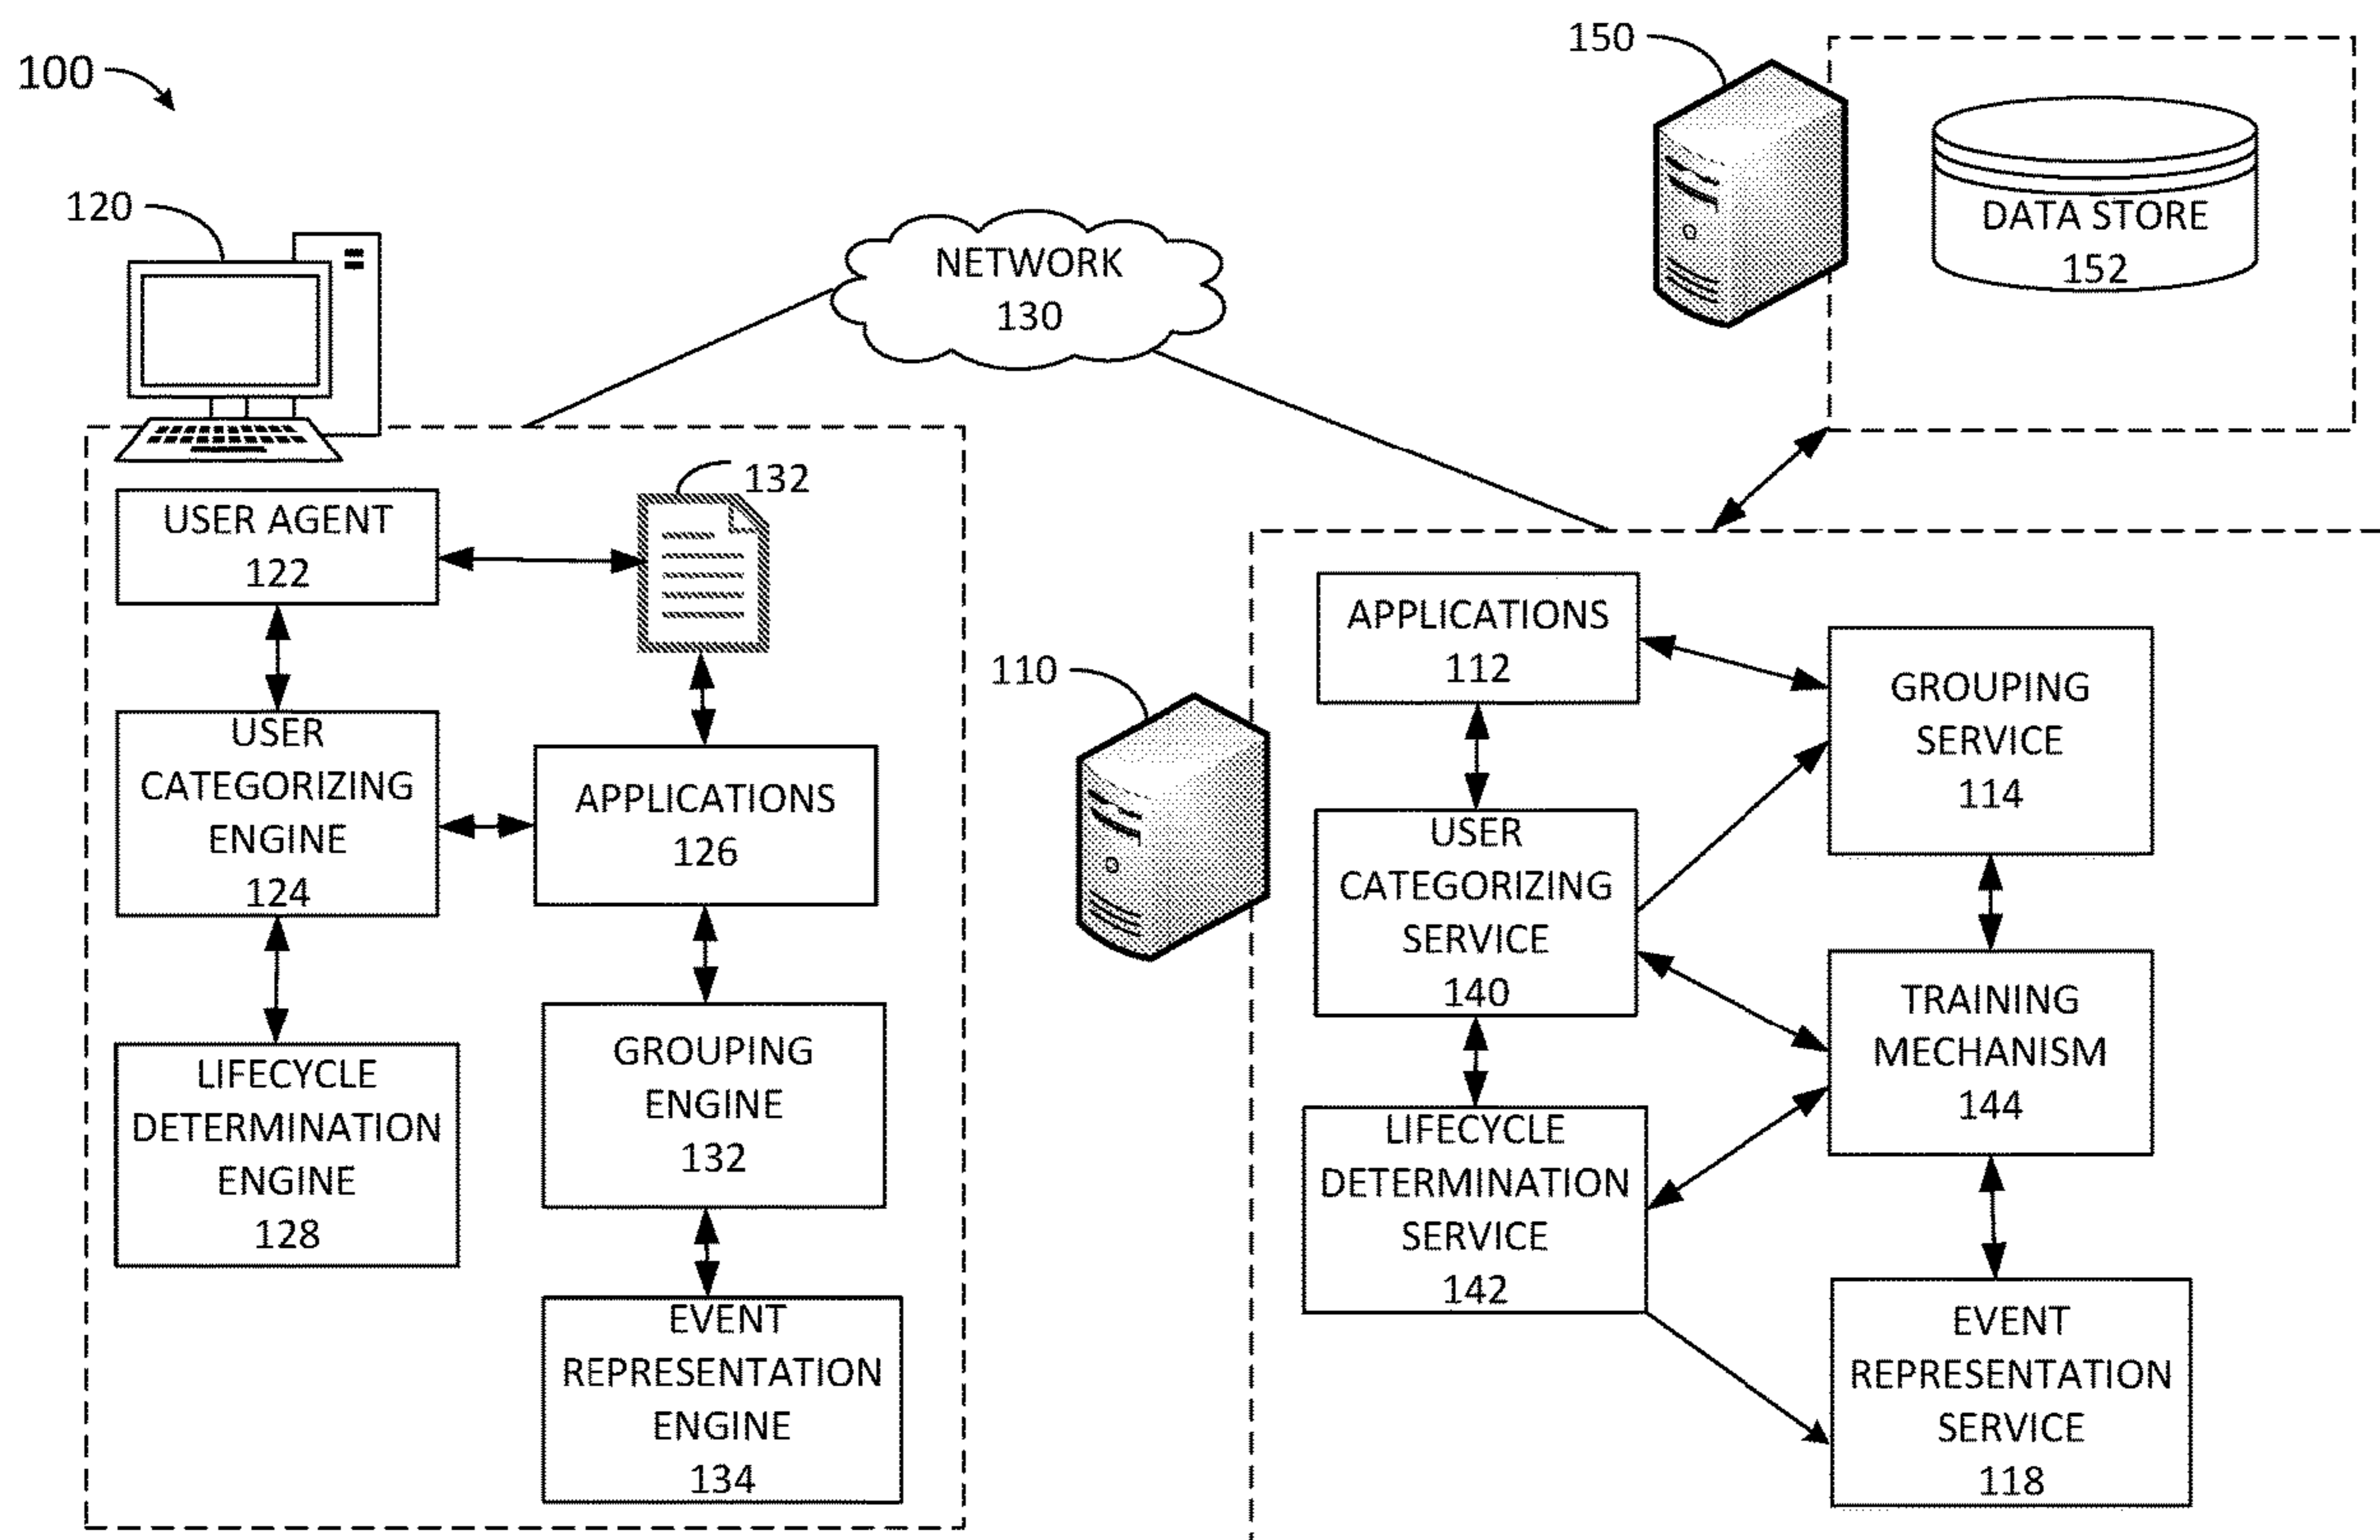 100
120
NETWORK
130
150
DATA STORE
152
USER AGENT
122
132
USER
CATEGORIZING
ENGINE
124
APPLICATIONS
126
LIFECYCLE
DETERMINATION
ENGINE
128
GROUPING
ENGINE
132
EVENT
REPRESENTATION
ENGINE
134
110
APPLICATIONS
112
GROUPING
SERVICE
114
USER
CATEGORIZING
SERVICE
140
TRAINING
MECHANISM
144
LIFECYCLE
DETERMINATION
SERVICE
142
EVENT
REPRESENTATION
SERVICE
118